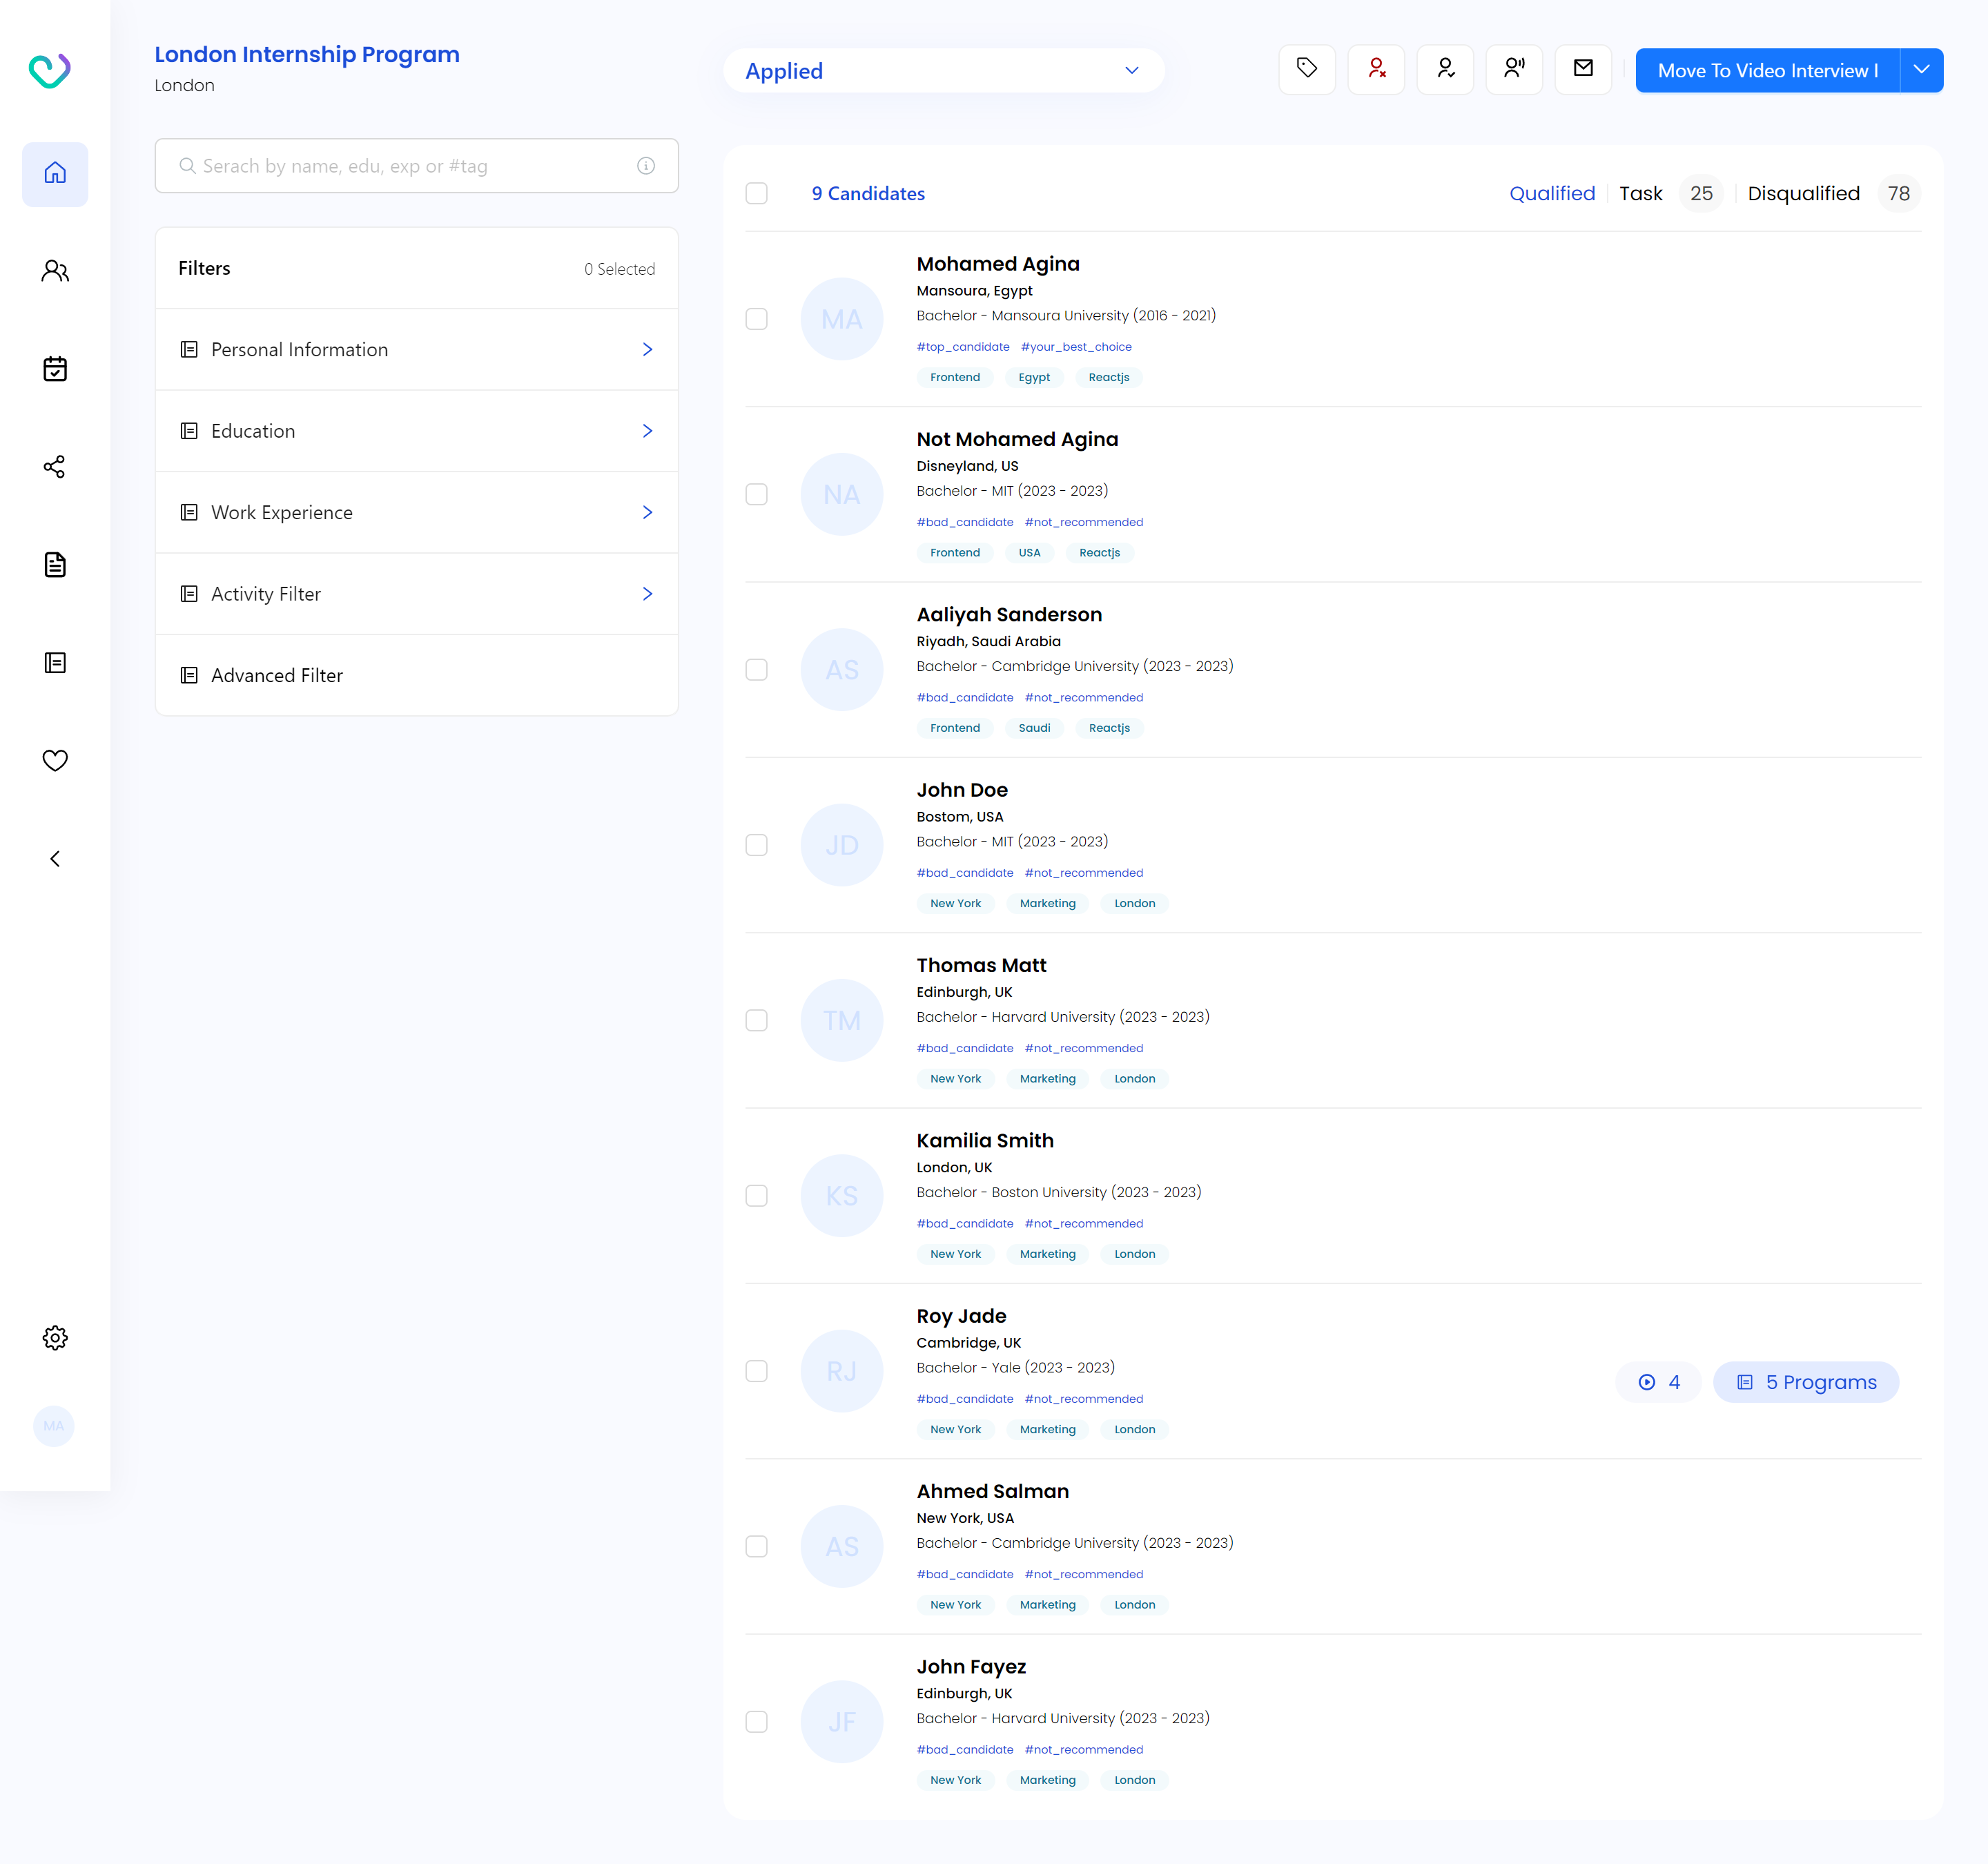 London Internship Program
London
Serach by name, edu, exp or #tag
Filters 0 Selected
Personal Information
Education
Work Experience
Activity Filter
Advanced Filter
MA
Applied
Move To Video Interview I
9 Candidates Qualified Task 25 Disqualified 78
MA
Mohamed Agina
Mansoura, Egypt
Bachelor - Mansoura University (2016 - 2021)
#top_candidate #your_best_choice
Frontend Egypt Reactjs
NA
Not Mohamed Agina
Disneyland, US
Bachelor - MIT (2023 - 2023)
#bad_candidate #not_recommended
Frontend USA Reactjs
AS
Aaliyah Sanderson
Riyadh, Saudi Arabia
Bachelor - Cambridge University (2023 - 2023)
#bad_candidate #not_recommended
Frontend Saudi Reactjs
JD
John Doe
Bostom, USA
Bachelor - MIT (2023 - 2023)
#bad_candidate #not_recommended
New York Marketing London
TM
Thomas Matt
Edinburgh, UK
Bachelor - Harvard University (2023 - 2023)
#bad_candidate #not_recommended
New York Marketing London
KS
Kamilia Smith
London, UK
Bachelor - Boston University (2023 - 2023)
#bad_candidate #not_recommended
New York Marketing London
RJ
Roy Jade
Cambridge, UK
Bachelor - Yale (2023 - 2023)
#bad_candidate #not_recommended
New York Marketing London
4 5 Programs
AS
Ahmed Salman
New York, USA
Bachelor - Cambridge University (2023 - 2023)
#bad_candidate #not_recommended
New York Marketing London
JF
John Fayez
Edinburgh, UK
Bachelor - Harvard University (2023 - 2023)
#bad_candidate #not_recommended
New York Marketing London